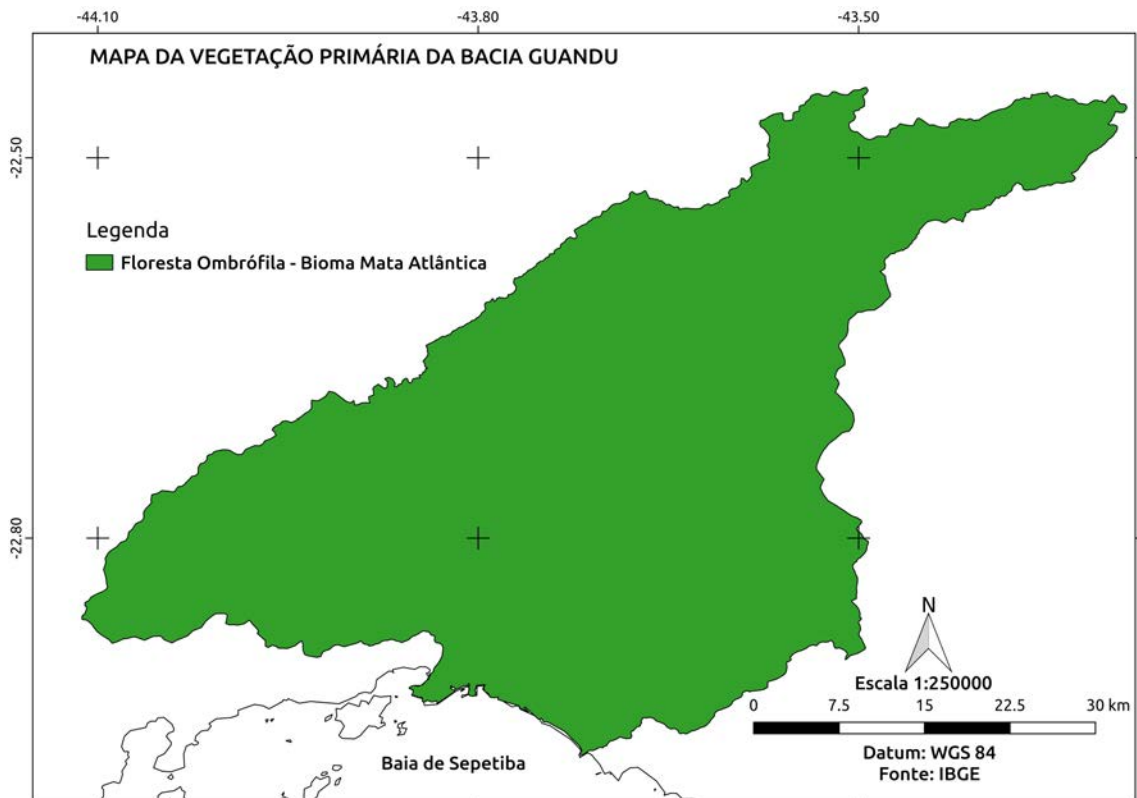 -44.10
-43.80
-43.50
MAPA DA VEGETAÇÃO PRIMÁRIA DA BACIA GUANDU
-22.50
Legenda
Floresta Ombrófila - Bioma Mata Atlântica
-22.80
N
Escala 1:250000
0 7.5 15 22.5 30 km
Datum: WGS 84
Fonte: IBGE
Baia de Sepetiba